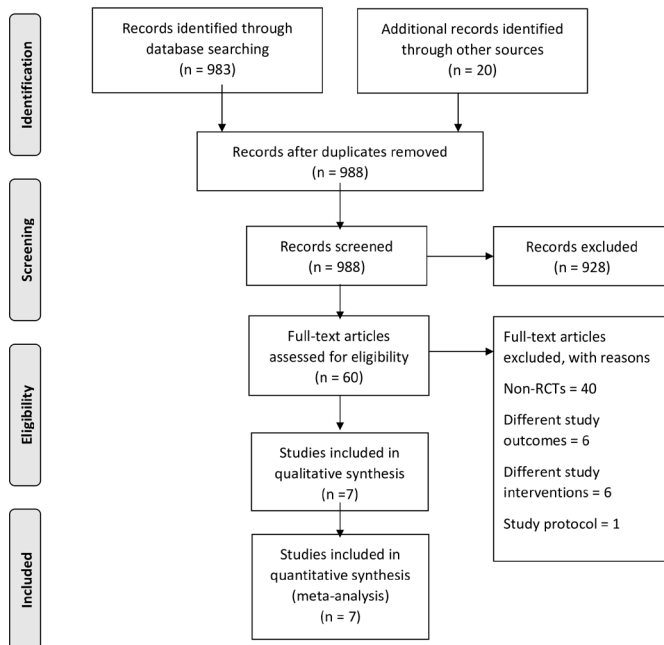 Identification
Records identified through
database searching
(n = 983)
Additional records identified
through other sources
(n = 20)
Records after duplicates removed
(n = 988)
Screening
Records screened
(n = 988)
Records excluded
(n = 928)
Eligibility
Full-text articles
assessed for eligibility
(n = 60)
Full-text articles
excluded, with reasons
Non-RCTs = 40
Different study
outcomes = 6
Different study
interventions = 6
Study protocol = 1
Studies included in
qualitative synthesis
(n =7)
Included
Studies included in
quantitative synthesis
(meta-analysis)
(n = 7)